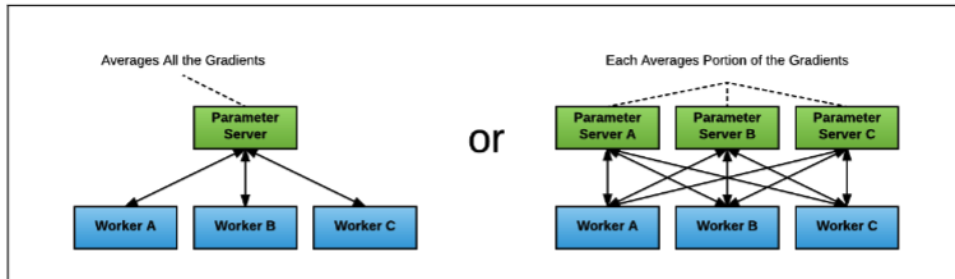 Averages All the Gradients
Parameter
Server
Worker A
Worker B
Worker C
or
Each Averages Portion of the Gradients
Parameter
Server A
Parameter
Server B
Parameter
Server C
Worker A
Worker B
Worker C